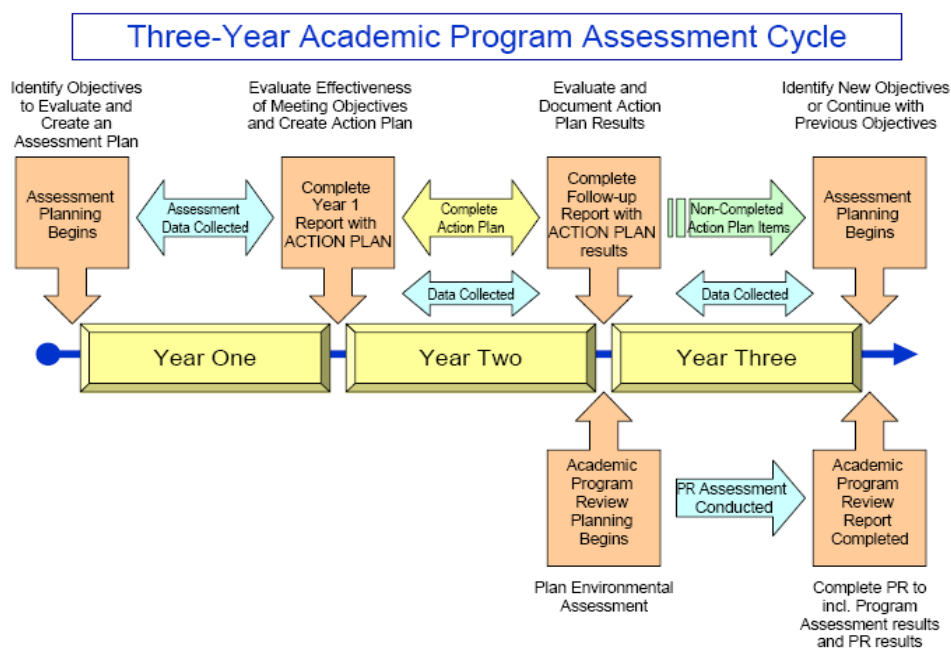 Three-Year Academic Program Assessment Cycle
Identify Objectives
to Evaluate and
Create an
Assessment Plan
Evaluate Effectiveness
of Meeting Objectives
and Create Action Plan
Evaluate and
Document Action
Plan Results
Identify New Objectives
or Continue with
Previous Objectives
Assessment
Planning
Begins
Assessment
Data Collected
Complete
Year 1
Report with
ACTION PLAN
Complete
Action Plan
Complete
Follow-up
Report with
ACTION PLAN
results
Non-Completed
Action Plan Items
Assessment
Planning
Begins
Data Collected
Data Collected
Year One
Year Two
Year Three
Academic
Program
Review
Planning
Begins
PR Assessment
Conducted
Academic
Program
Review
Report
Completed
Plan Environmental
Assessment
Complete PR to
incl. Program
Assessment results
and PR results